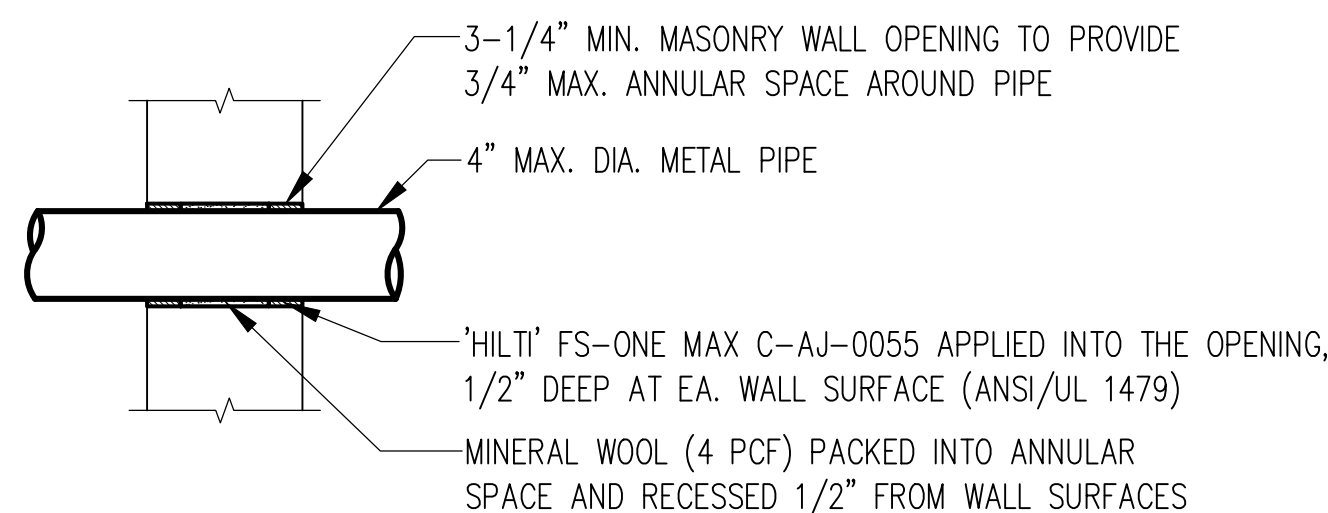 3-1/4" MIN. MASONRY WALL OPENING TO PROVIDE
3/4" MAX. ANNULAR SPACE AROUND PIPE
4" MAX. DIA. METAL PIPE
'HILTI' FS-ONE MAX C-AJ-0055 APPLIED INTO THE OPENING,
1/2" DEEP AT EA. WALL SURFACE (ANSI/UL 1479)
MINERAL WOOL (4 PCF) PACKED INTO ANNULAR
SPACE AND RECESSED 1/2" FROM WALL SURFACES